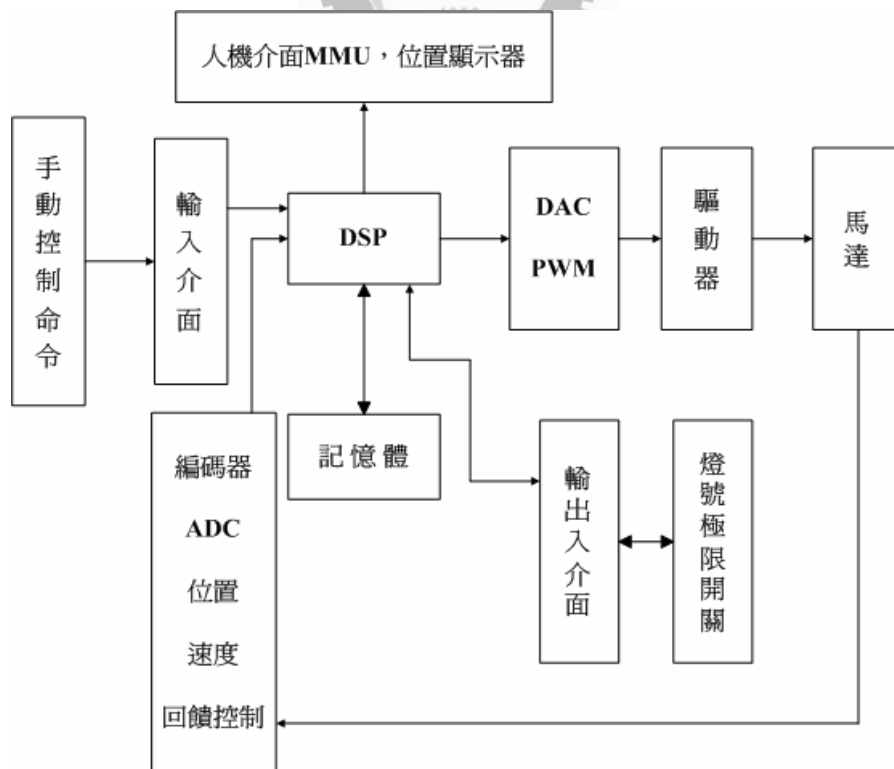 人機介面MMU，位置顯示器
手動控制命令
輸入介面
DSP
DAC
PWM
驅動器
馬達
編碼器
ADC
位置
速度
回饋控制
記憶體
輸出入介面
燈號極限開關